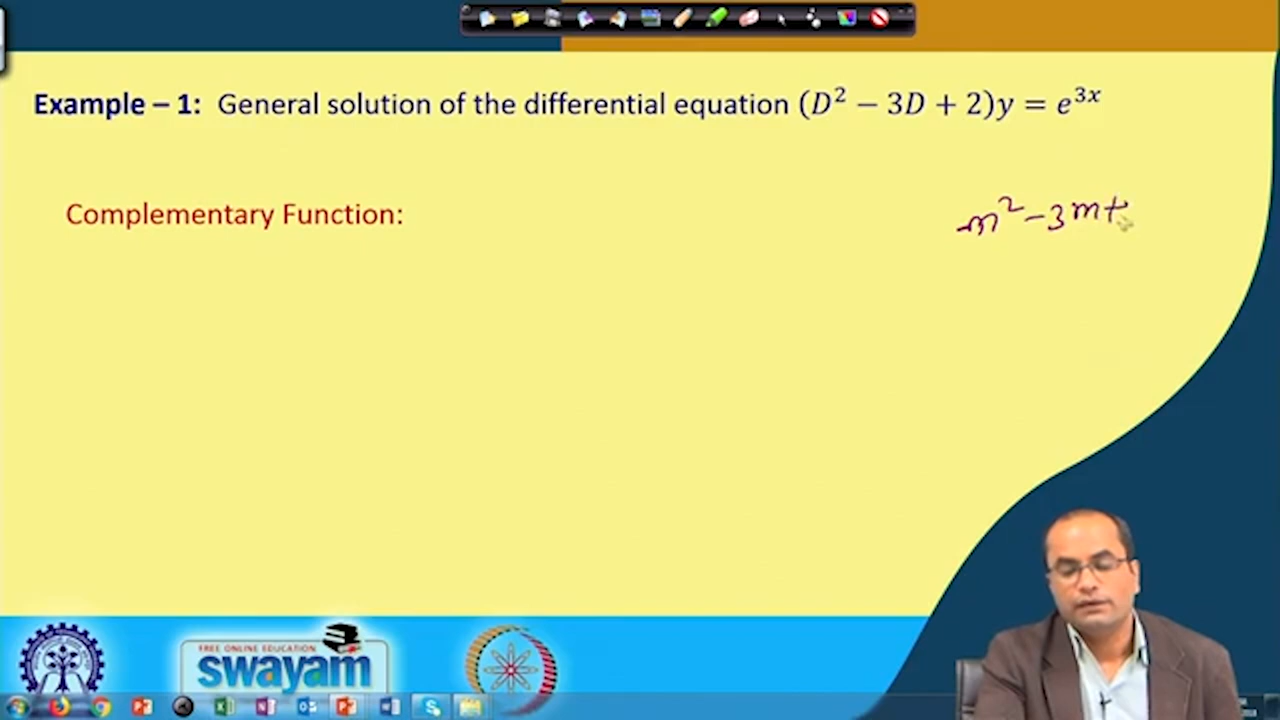 Example – 1: General solution of the differential equation (D² − 3D + 2)y = e³ˣ
Complementary Function:
m² − 3m +
FREE ONLINE EDUCATION
swayam